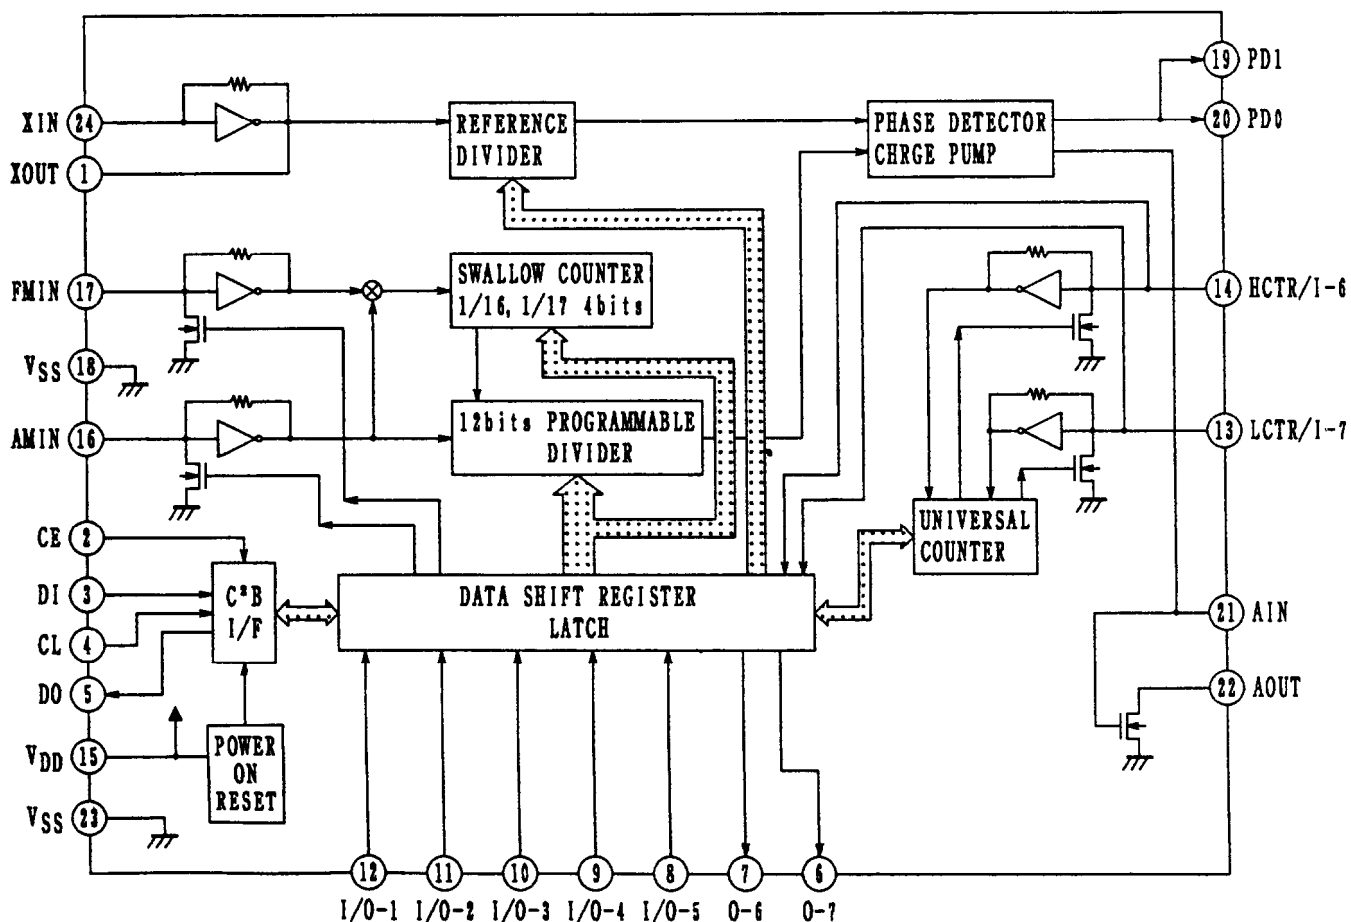 19 PD1
XIN 24
REFERENCE
DIVIDER
PHASE DETECTOR
CHRGE PUMP
20 PD0
XOUT 1
FMIN 17
SWALLOW COUNTER
1/16, 1/17 4bits
14 HCTR/I-6
VSS 18
AMIN 16
12bits PROGRAMMABLE
DIVIDER
13 LCTR/I-7
CE 2
UNIVERSAL
COUNTER
DI 3
C²B
I/F
DATA SHIFT REGISTER
LATCH
21 AIN
CL 4
DO 5
22 AOUT
VDD 15
POWER
ON
RESET
VSS 23
12 11 10 9 8 7 6
I/O-1 I/O-2 I/O-3 I/O-4 I/O-5 O-6 O-7